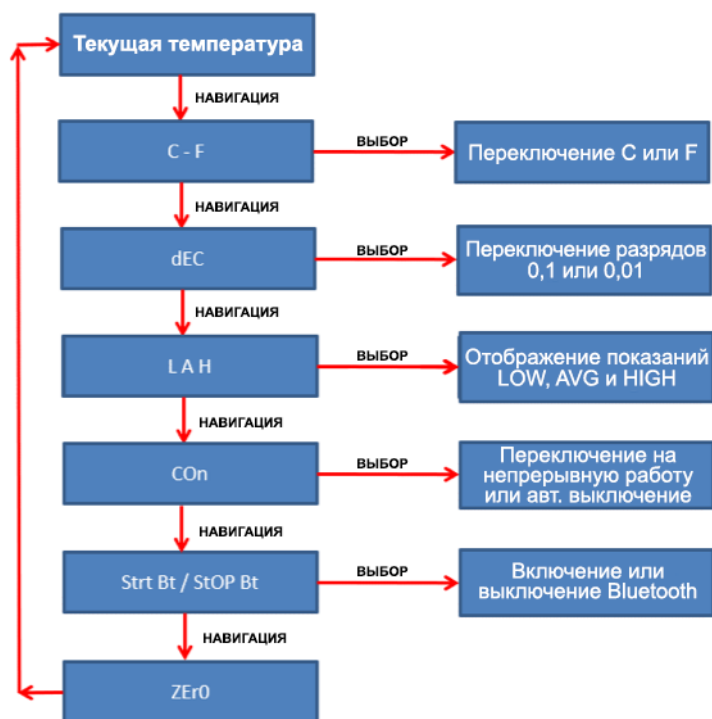 Текущая температура
НАВИГАЦИЯ
C - F
ВЫБОР
Переключение C или F
НАВИГАЦИЯ
dEC
ВЫБОР
Переключение разрядов
0,1 или 0,01
НАВИГАЦИЯ
L A H
ВЫБОР
Отображение показаний
LOW, AVG и HIGH
НАВИГАЦИЯ
COn
ВЫБОР
Переключение на
непрерывную работу
или авт. выключение
НАВИГАЦИЯ
Strt Bt / StOP Bt
ВЫБОР
Включение или
выключение Bluetooth
НАВИГАЦИЯ
ZEr0